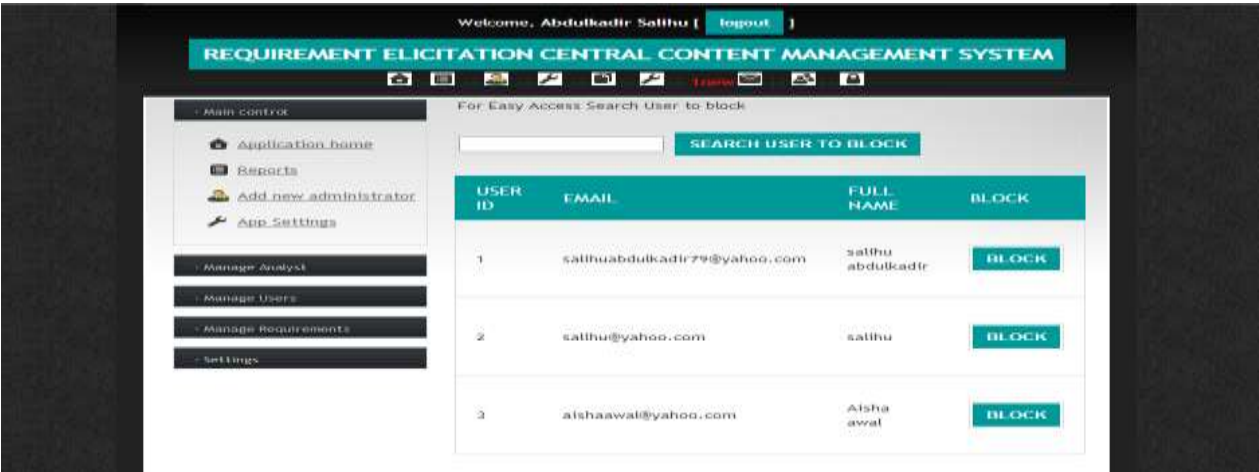 Welcome, Abdulkadir Salihu [ logout ]
REQUIREMENT ELICITATION CENTRAL CONTENT MANAGEMENT SYSTEM
1 new
Main control
For Easy Access Search User to block
Application home
SEARCH USER TO BLOCK
Reports
Add new administrator
App Settings
USER ID EMAIL FULL NAME BLOCK
1 salihuabdulkadir79@yahoo.com salihu abdulkadir BLOCK
Manage Analyst
Manage Users
Manage Requirements
2 salihu@yahoo.com salihu BLOCK
Settings
3 aishaawal@yahoo.com Aisha awal BLOCK